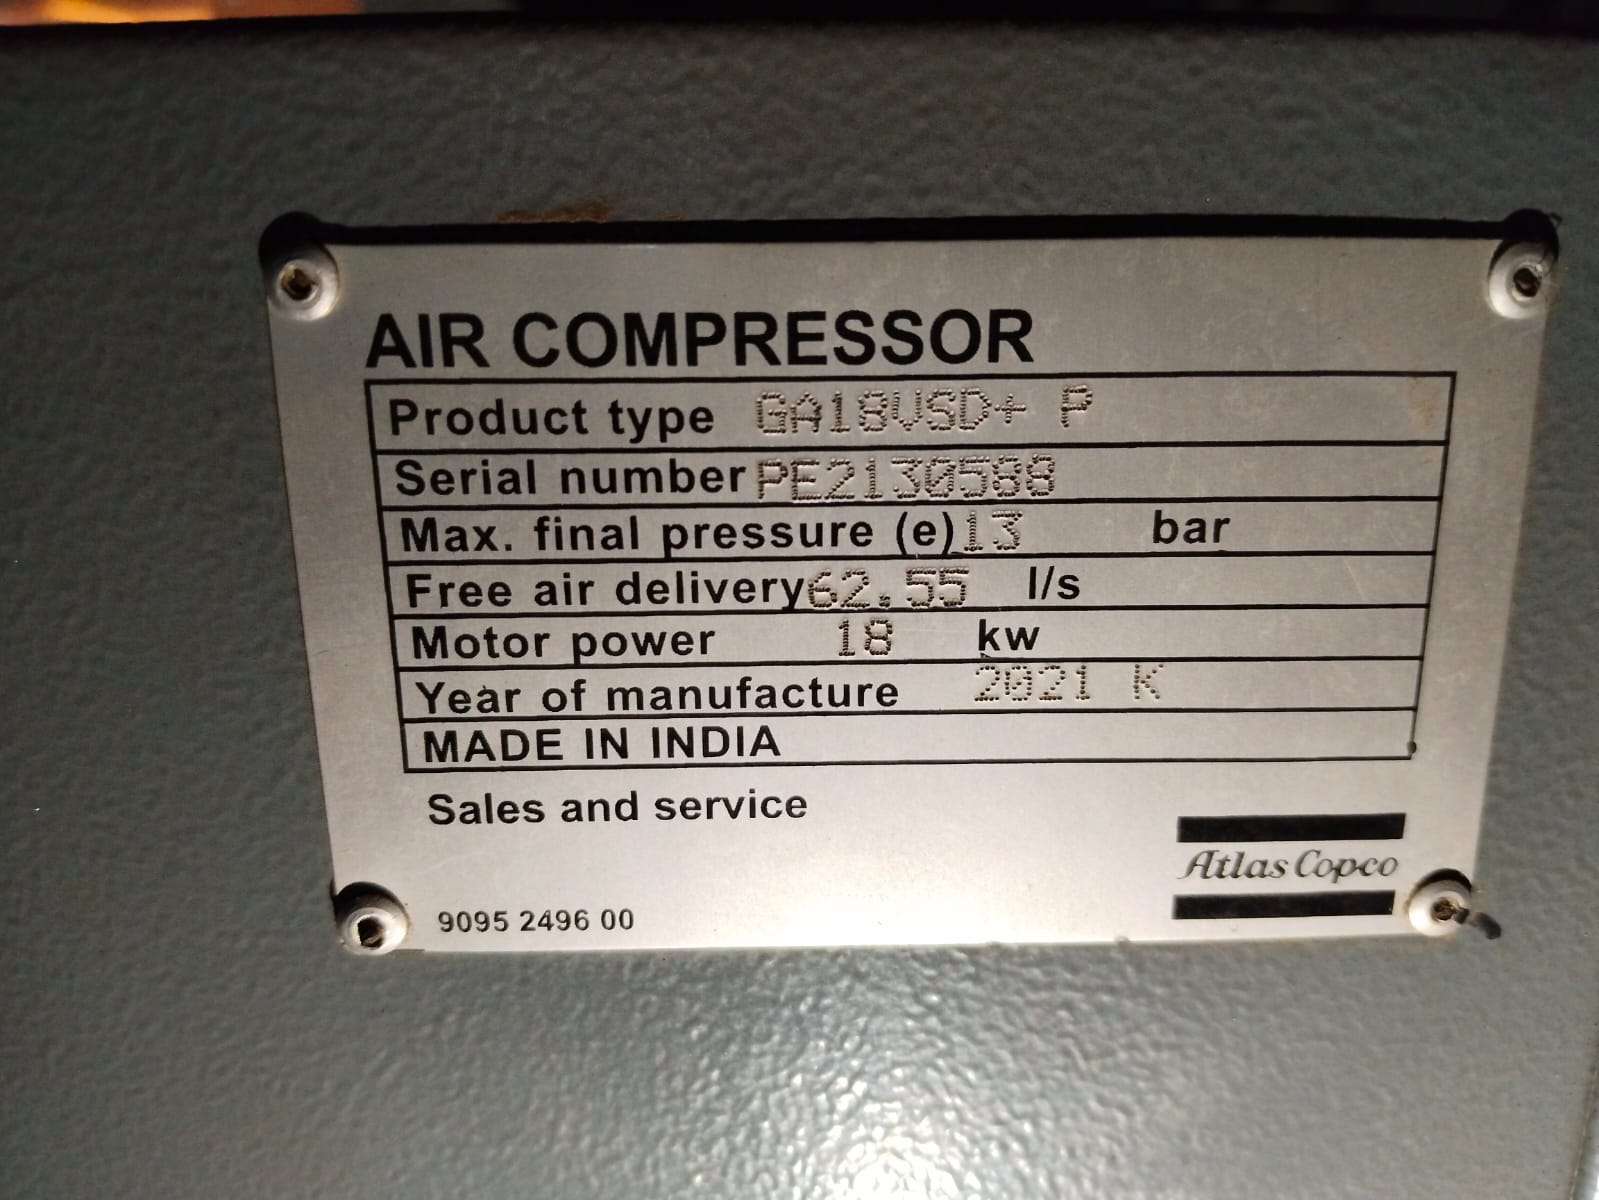 AIR COMPRESSOR
Product type GA18VSD+ P
Serial number PE2130588
Max. final pressure (e) 13 bar
Free air delivery 62.55 l/s
Motor power 18 kw
Year of manufacture 2021 K
MADE IN INDIA
Sales and service
Atlas Copco
9095 2496 00